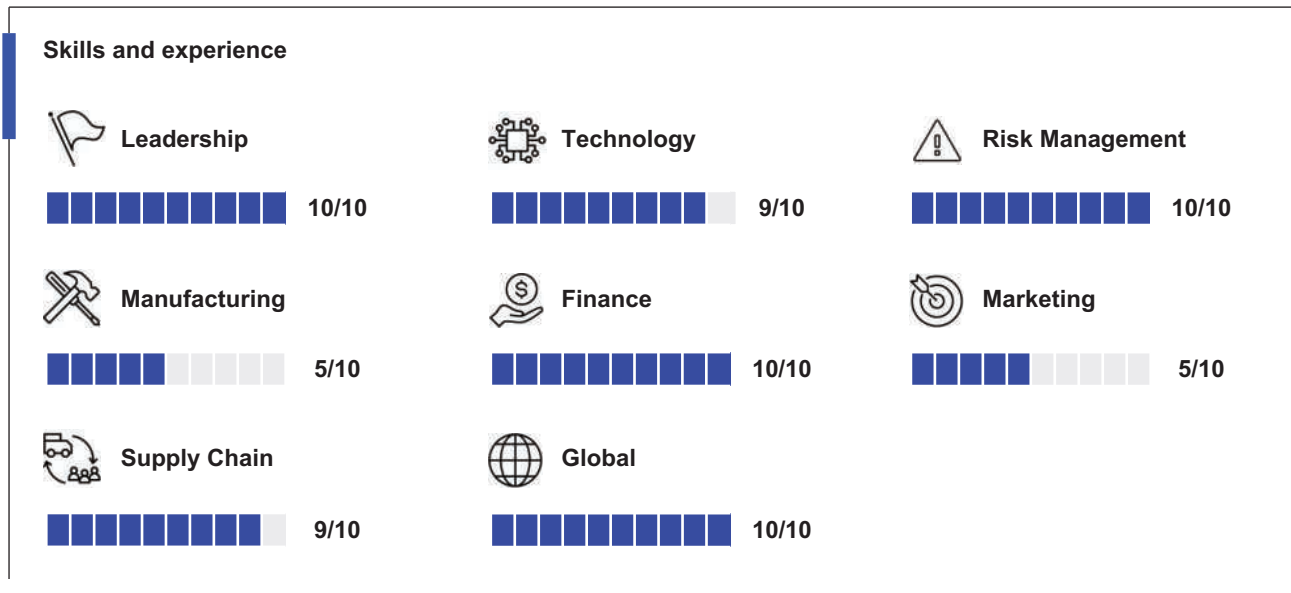 Skills and experience
Leadership
Technology
Risk Management
10/10
9/10
10/10
Manufacturing
Finance
Marketing
5/10
10/10
5/10
Supply Chain
Global
9/10
10/10